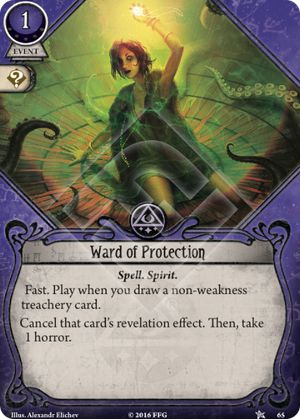 1
EVENT
?
Ward of Protection
Spell. Spirit.
Fast. Play when you draw a non-weakness
treachery card.
Cancel that card's revelation effect. Then, take
1 horror.
Illus. Alexandr Elichev
© 2016 FFG
65